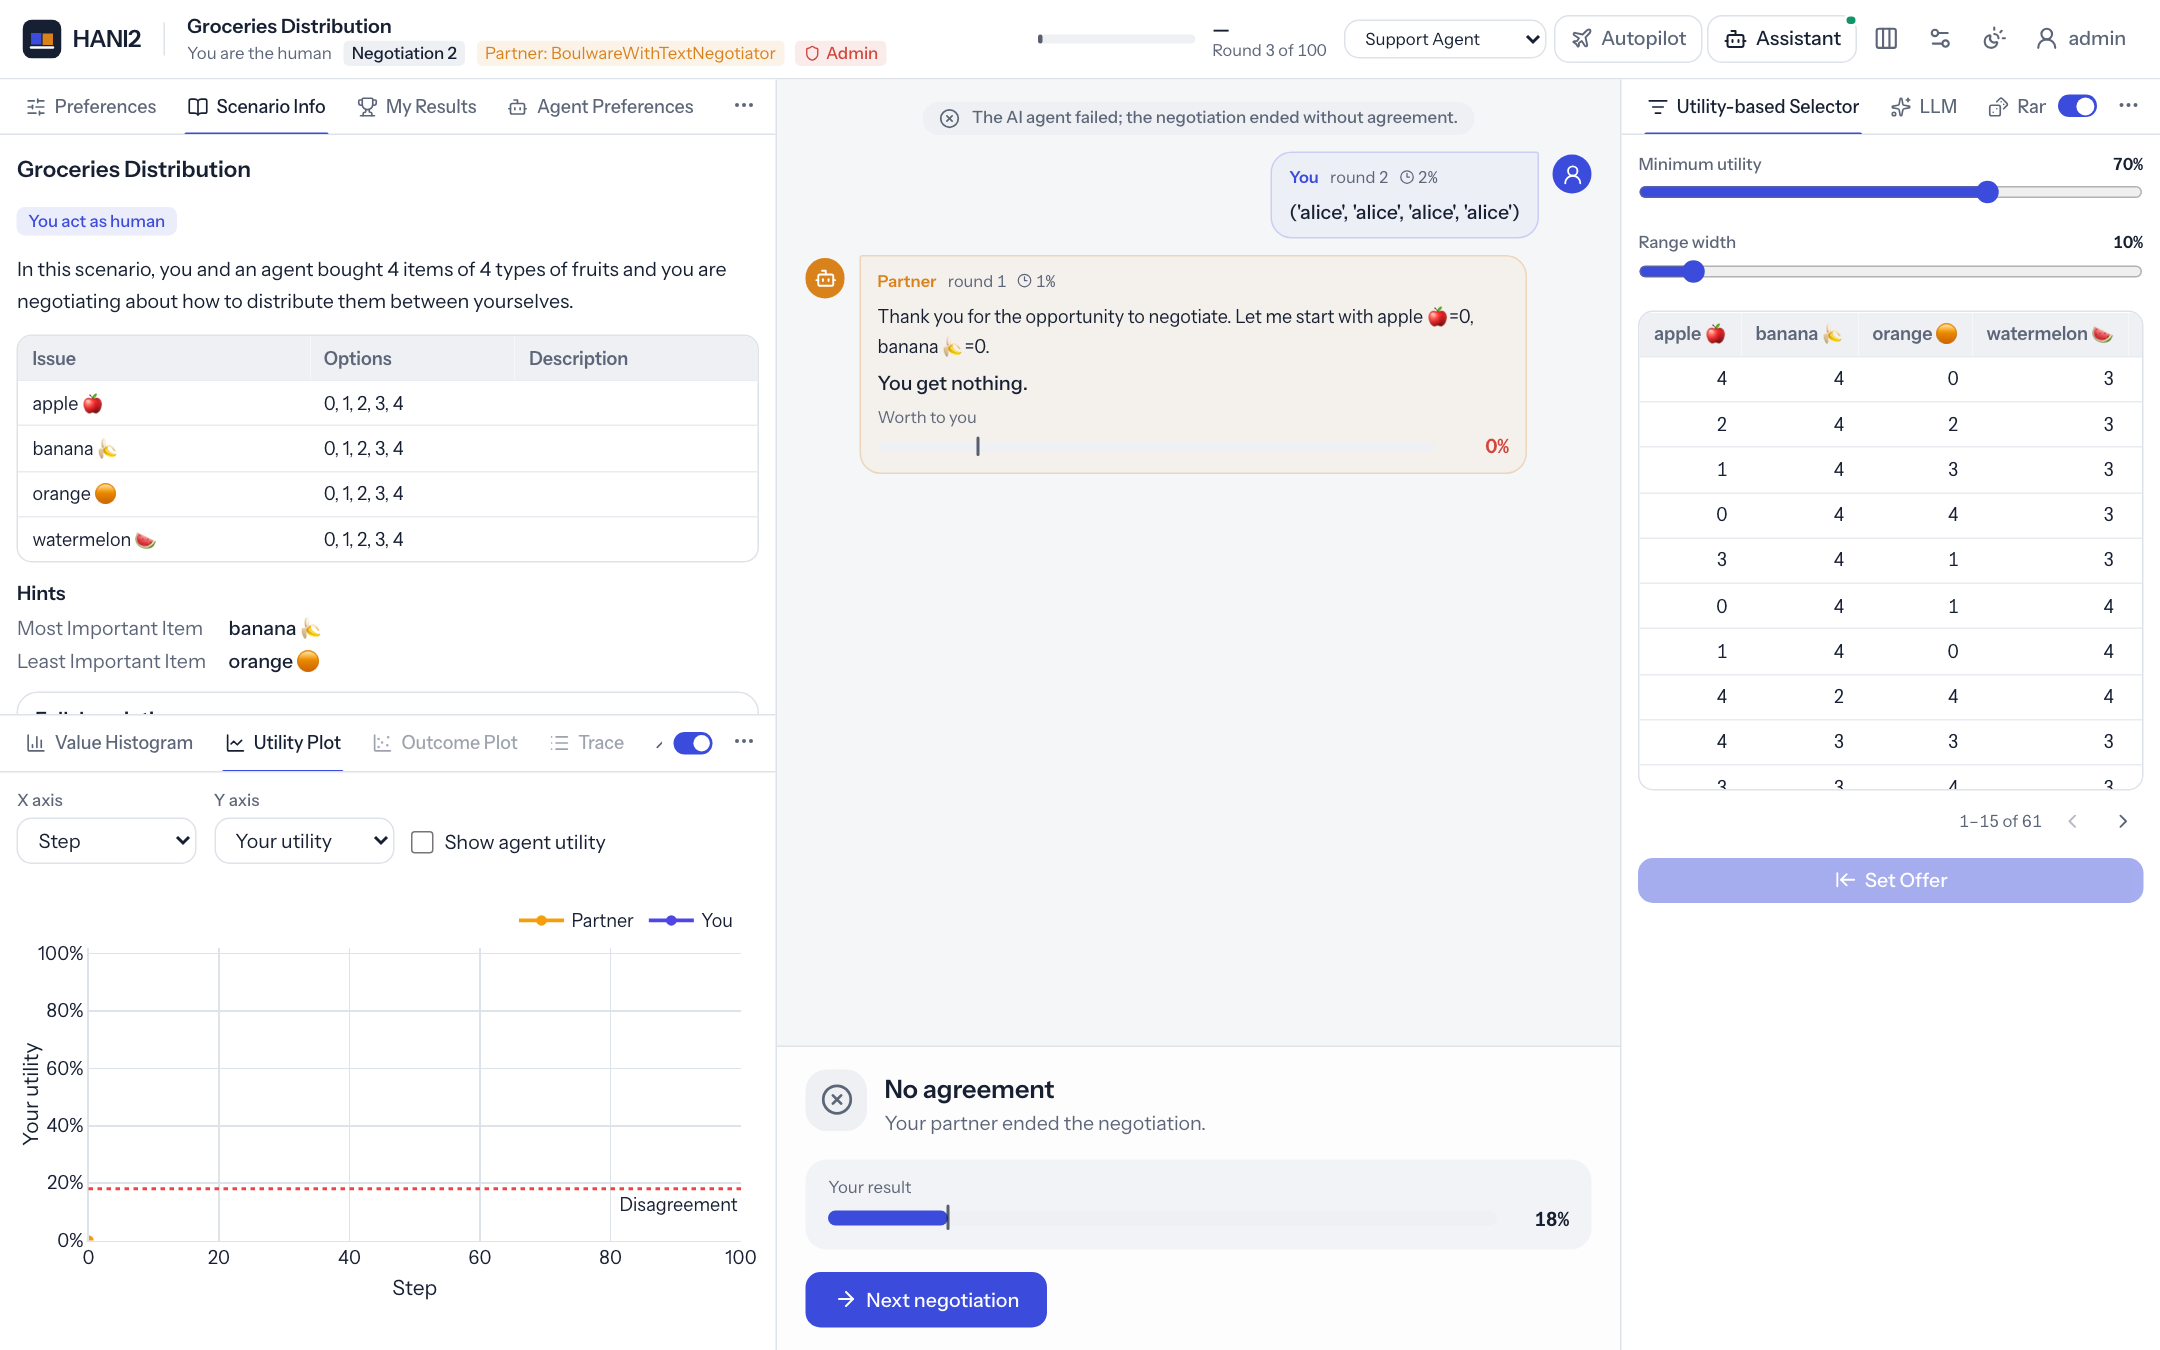 HANI2
Groceries Distribution
You are the human Negotiation 2 Partner: BoulwareWithTextNegotiator Admin
—
Round 3 of 100
Support Agent
Autopilot
Assistant
admin
Preferences Scenario Info My Results Agent Preferences
Groceries Distribution
You act as human
In this scenario, you and an agent bought 4 items of 4 types of fruits and you are
negotiating about how to distribute them between yourselves.
Issue Options Description
apple 🍎 0, 1, 2, 3, 4
banana 🍌 0, 1, 2, 3, 4
orange 🟠 0, 1, 2, 3, 4
watermelon 🍉 0, 1, 2, 3, 4
Hints
Most Important Item banana 🍌
Least Important Item orange 🟠
Value Histogram Utility Plot Outcome Plot Trace
X axis Y axis
Step Your utility Show agent utility
Partner You
100%
80%
60%
40%
20%
0%
Your utility
Disagreement
0 20 40 60 80 100
Step
The AI agent failed; the negotiation ended without agreement.
You round 2 2%
('alice', 'alice', 'alice', 'alice')
Partner round 1 1%
Thank you for the opportunity to negotiate. Let me start with apple 🍎=0,
banana 🍌=0.
You get nothing.
Worth to you
0%
No agreement
Your partner ended the negotiation.
Your result
18%
Next negotiation
Utility-based Selector LLM Rar
Minimum utility 70%
Range width 10%
apple 🍎 banana 🍌 orange 🟠 watermelon 🍉
4 4 0 3
2 4 2 3
1 4 3 3
0 4 4 3
3 4 1 3
0 4 1 4
1 4 0 4
4 2 4 4
4 3 3 3
3 3 4 3
1–15 of 61
Set Offer